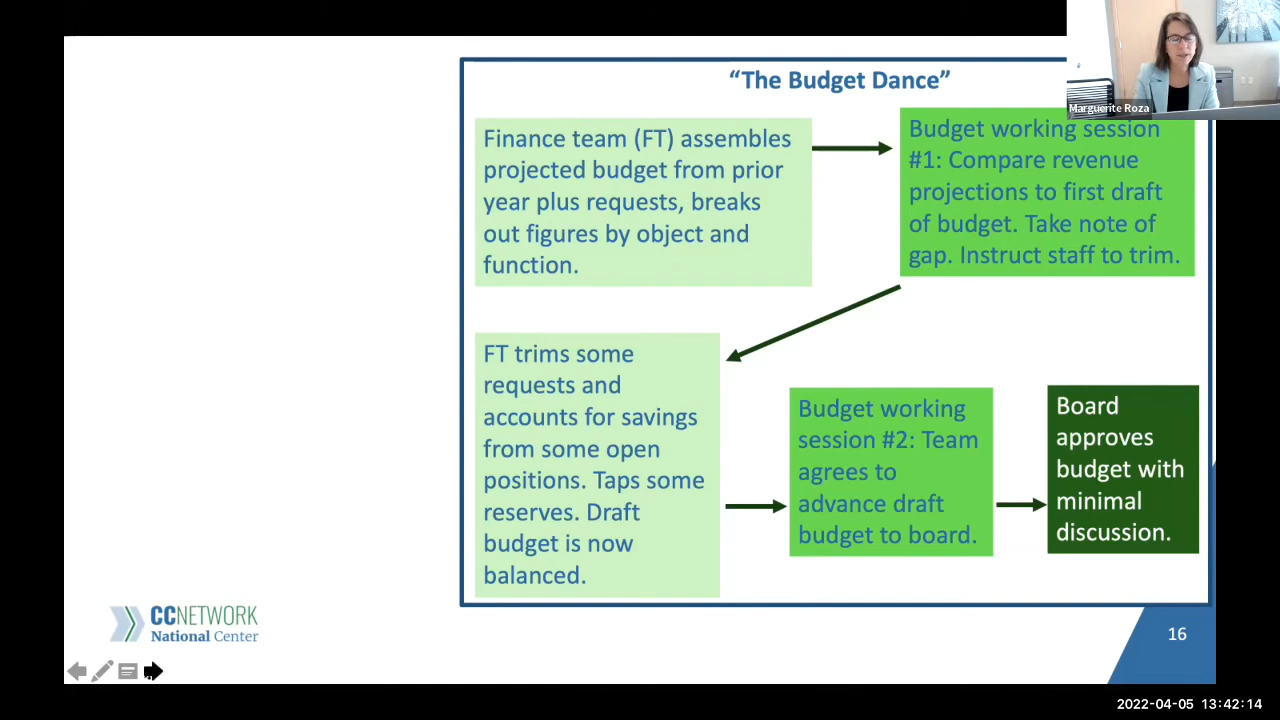 “The Budget Dance”
Marguerite Roza
Finance team (FT) assembles
projected budget from prior
year plus requests, breaks
out figures by object and
function.
Budget working session
#1: Compare revenue
projections to first draft
of budget. Take note of
gap. Instruct staff to trim.
FT trims some
requests and
accounts for savings
from some open
positions. Taps some
reserves. Draft
budget is now
balanced.
Budget working
session #2: Team
agrees to
advance draft
budget to board.
Board
approves
budget with
minimal
discussion.
CCNETWORK
National Center
16
2022-04-05 13:42:14